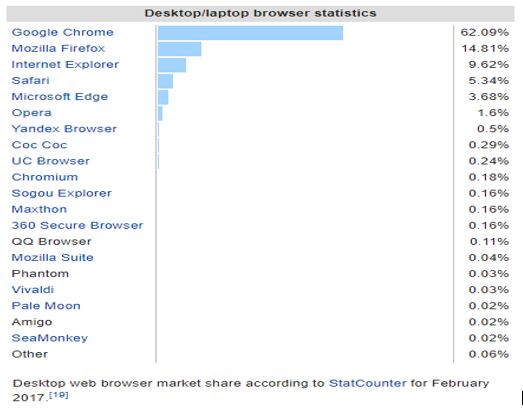 Desktop/laptop browser statistics
Google Chrome 62.09%
Mozilla Firefox 14.81%
Internet Explorer 9.62%
Safari 5.34%
Microsoft Edge 3.68%
Opera 1.6%
Yandex Browser 0.5%
Coc Coc 0.29%
UC Browser 0.24%
Chromium 0.18%
Sogou Explorer 0.16%
Maxthon 0.16%
360 Secure Browser 0.16%
QQ Browser 0.11%
Mozilla Suite 0.04%
Phantom 0.03%
Vivaldi 0.03%
Pale Moon 0.02%
Amigo 0.02%
SeaMonkey 0.02%
Other 0.06%
Desktop web browser market share according to StatCounter for February
2017.[19]